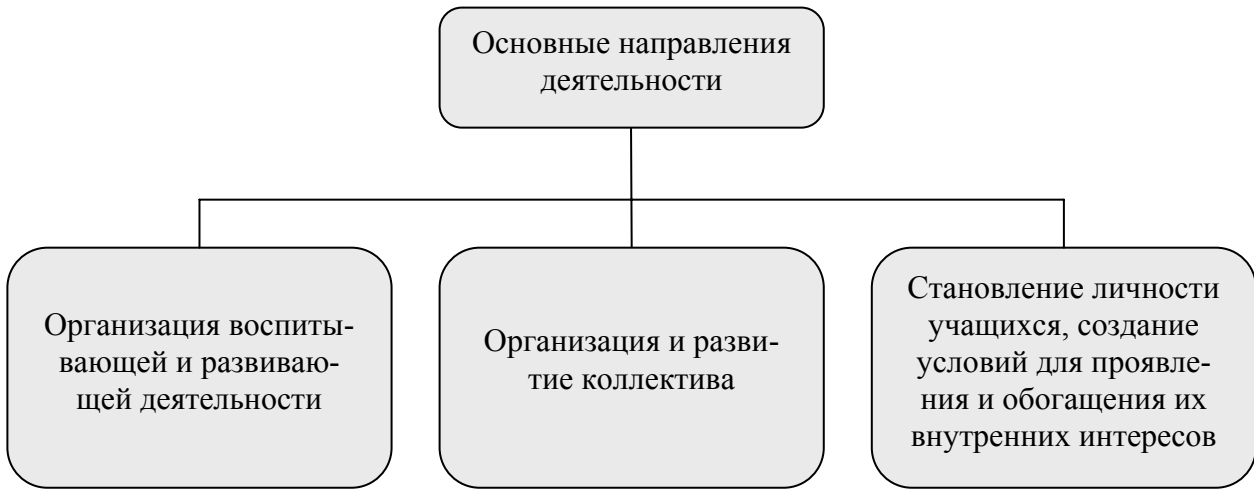 Основные направления
деятельности
Организация воспиты-
вающей и развиваю-
щей деятельности
Организация и разви-
тие коллектива
Становление личности
учащихся, создание
условий для проявле-
ния и обогащения их
внутренних интересов